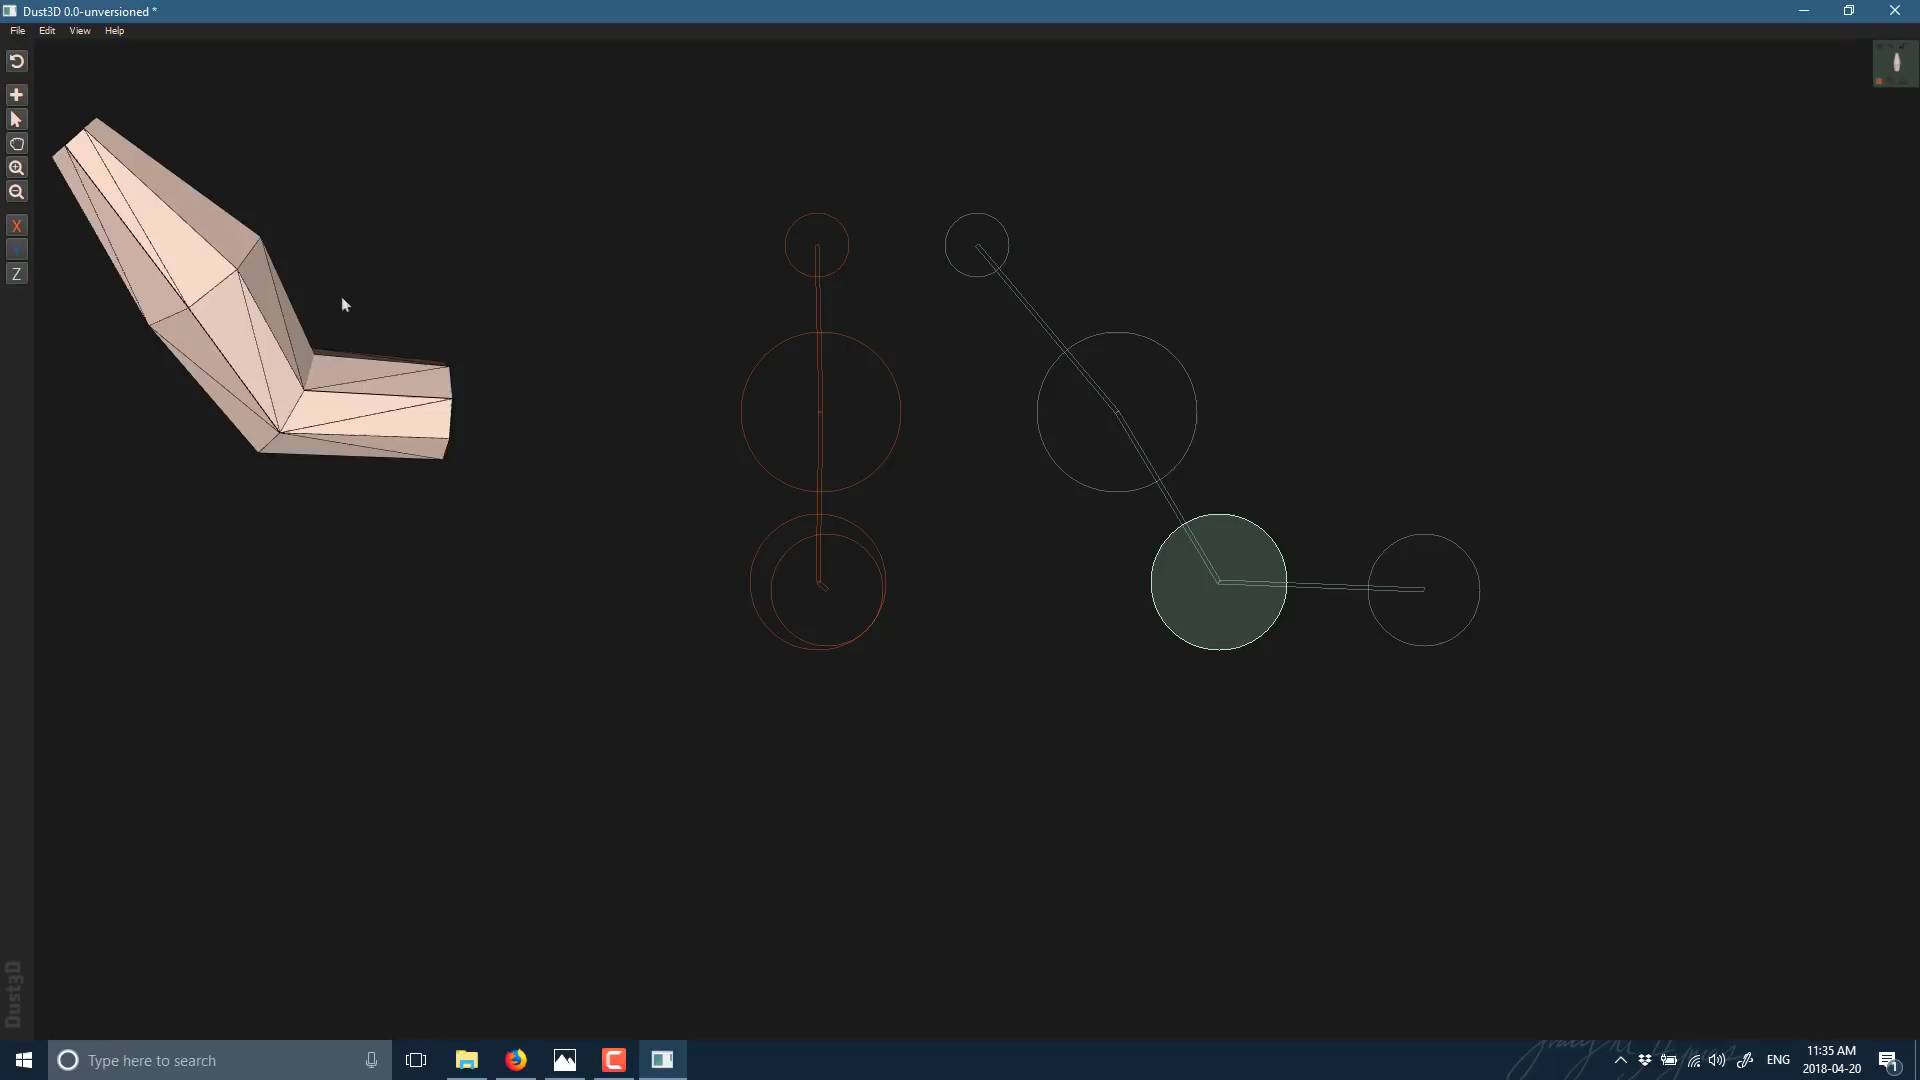 Dust3D 0.0-unversioned *
File Edit View Help
X
Y
Z
Dust3D
Type here to search
ENG
11:35 AM
2018-04-20
1